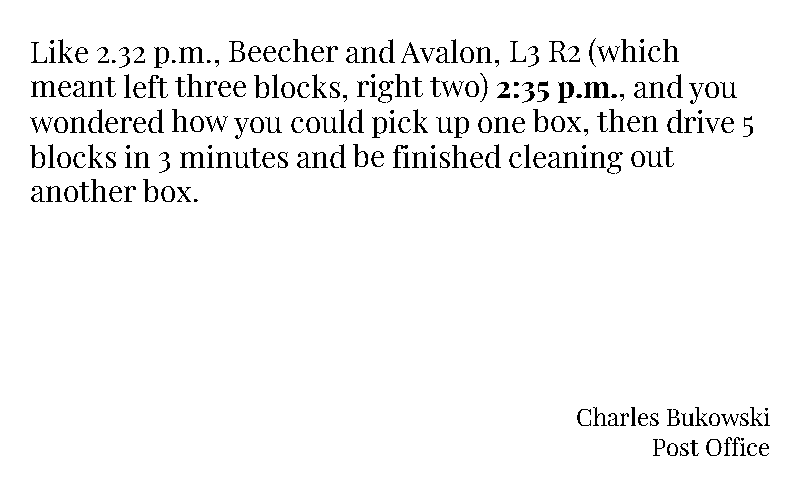 Like 2.32 p.m., Beecher and Avalon, L3 R2 (which
meant left three blocks, right two) 2:35 p.m., and you
wondered how you could pick up one box, then drive 5
blocks in 3 minutes and be finished cleaning out
another box.
Charles Bukowski
Post Office